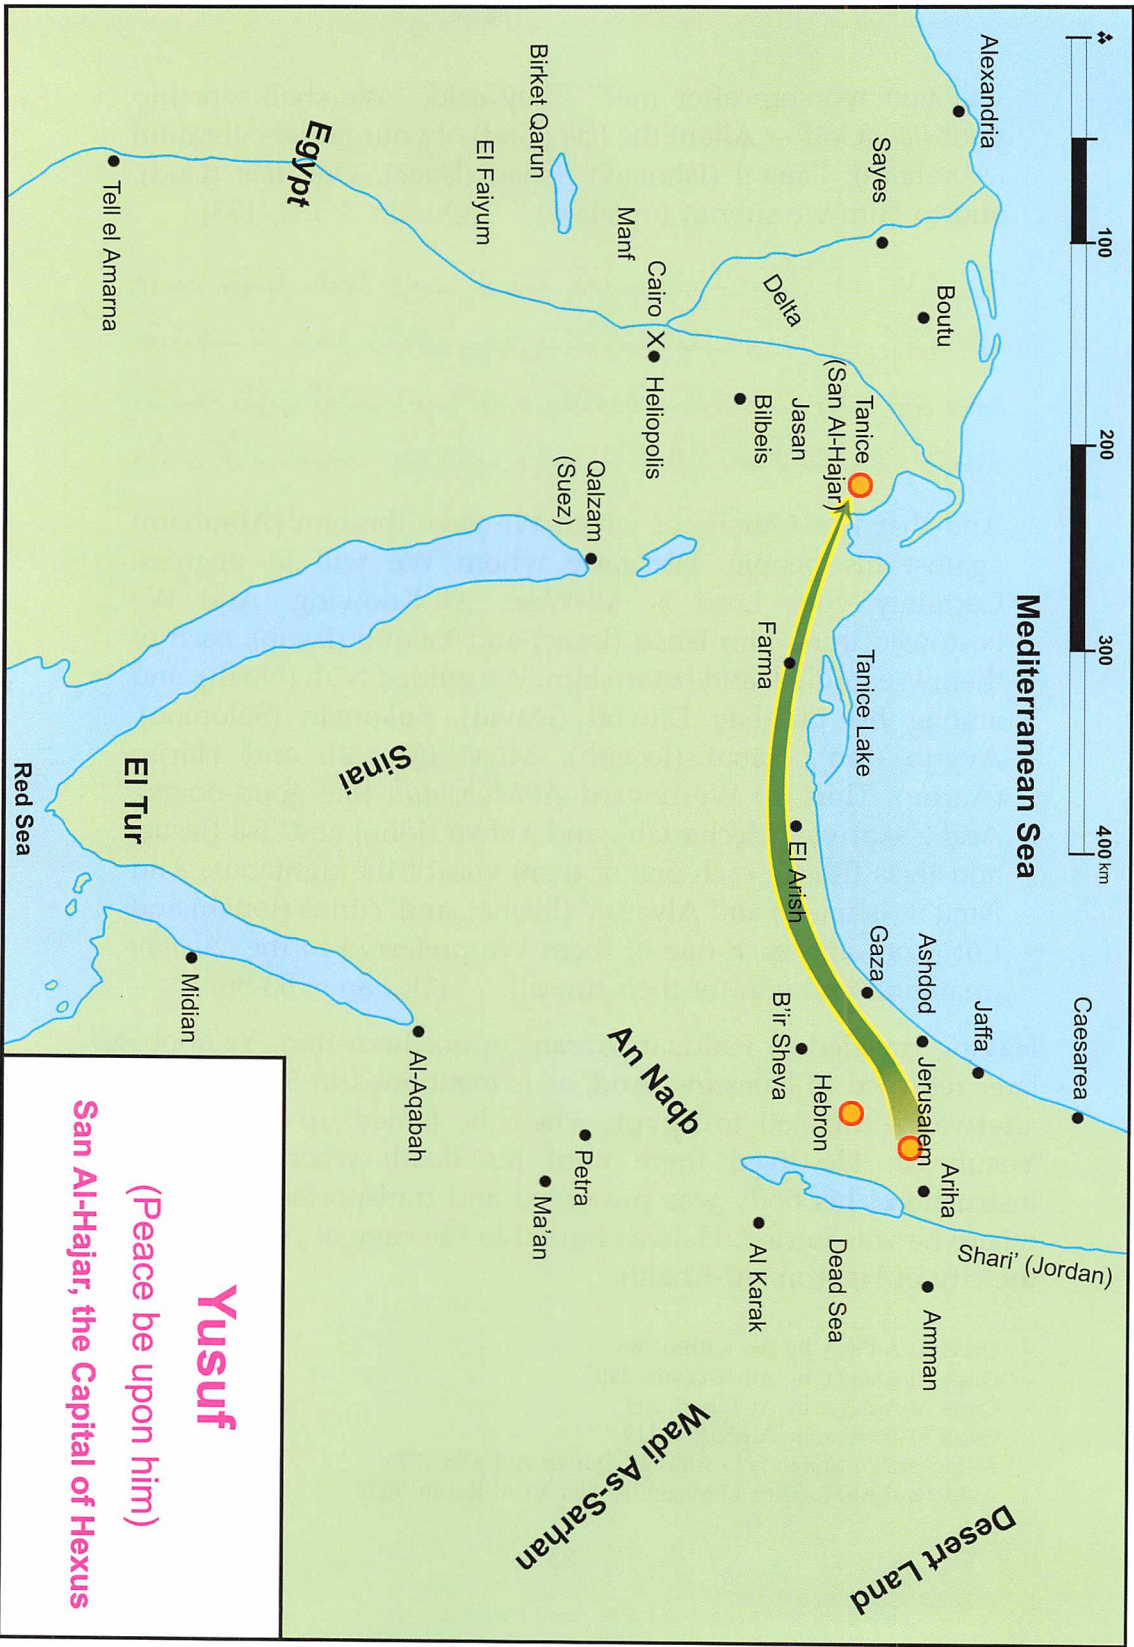 0
100
200
300
400 km
Mediterranean Sea
Alexandria
Sayes
Boutu
Delta
Tanice
(San Al-Hajar)
Jasan
Bilbeis
Cairo X
Heliopolis
Manf
Birket Qarun
El Faiyum
Egypt
Tell el Amarna
Qalzam
(Suez)
Tanice Lake
Farma
El Arish
Sinai
El Tur
Red Sea
Caesarea
Jaffa
Ashdod
Jerusalem
Gaza
B'ir Sheva
Hebron
Ariha
Shari' (Jordan)
Amman
Dead Sea
Al Karak
An Naqb
Petra
Ma'an
Al-Aqabah
Midian
Wadi As-Sarhan
Desert Land
Yusuf
(Peace be upon him)
San Al-Hajar, the Capital of Hexus